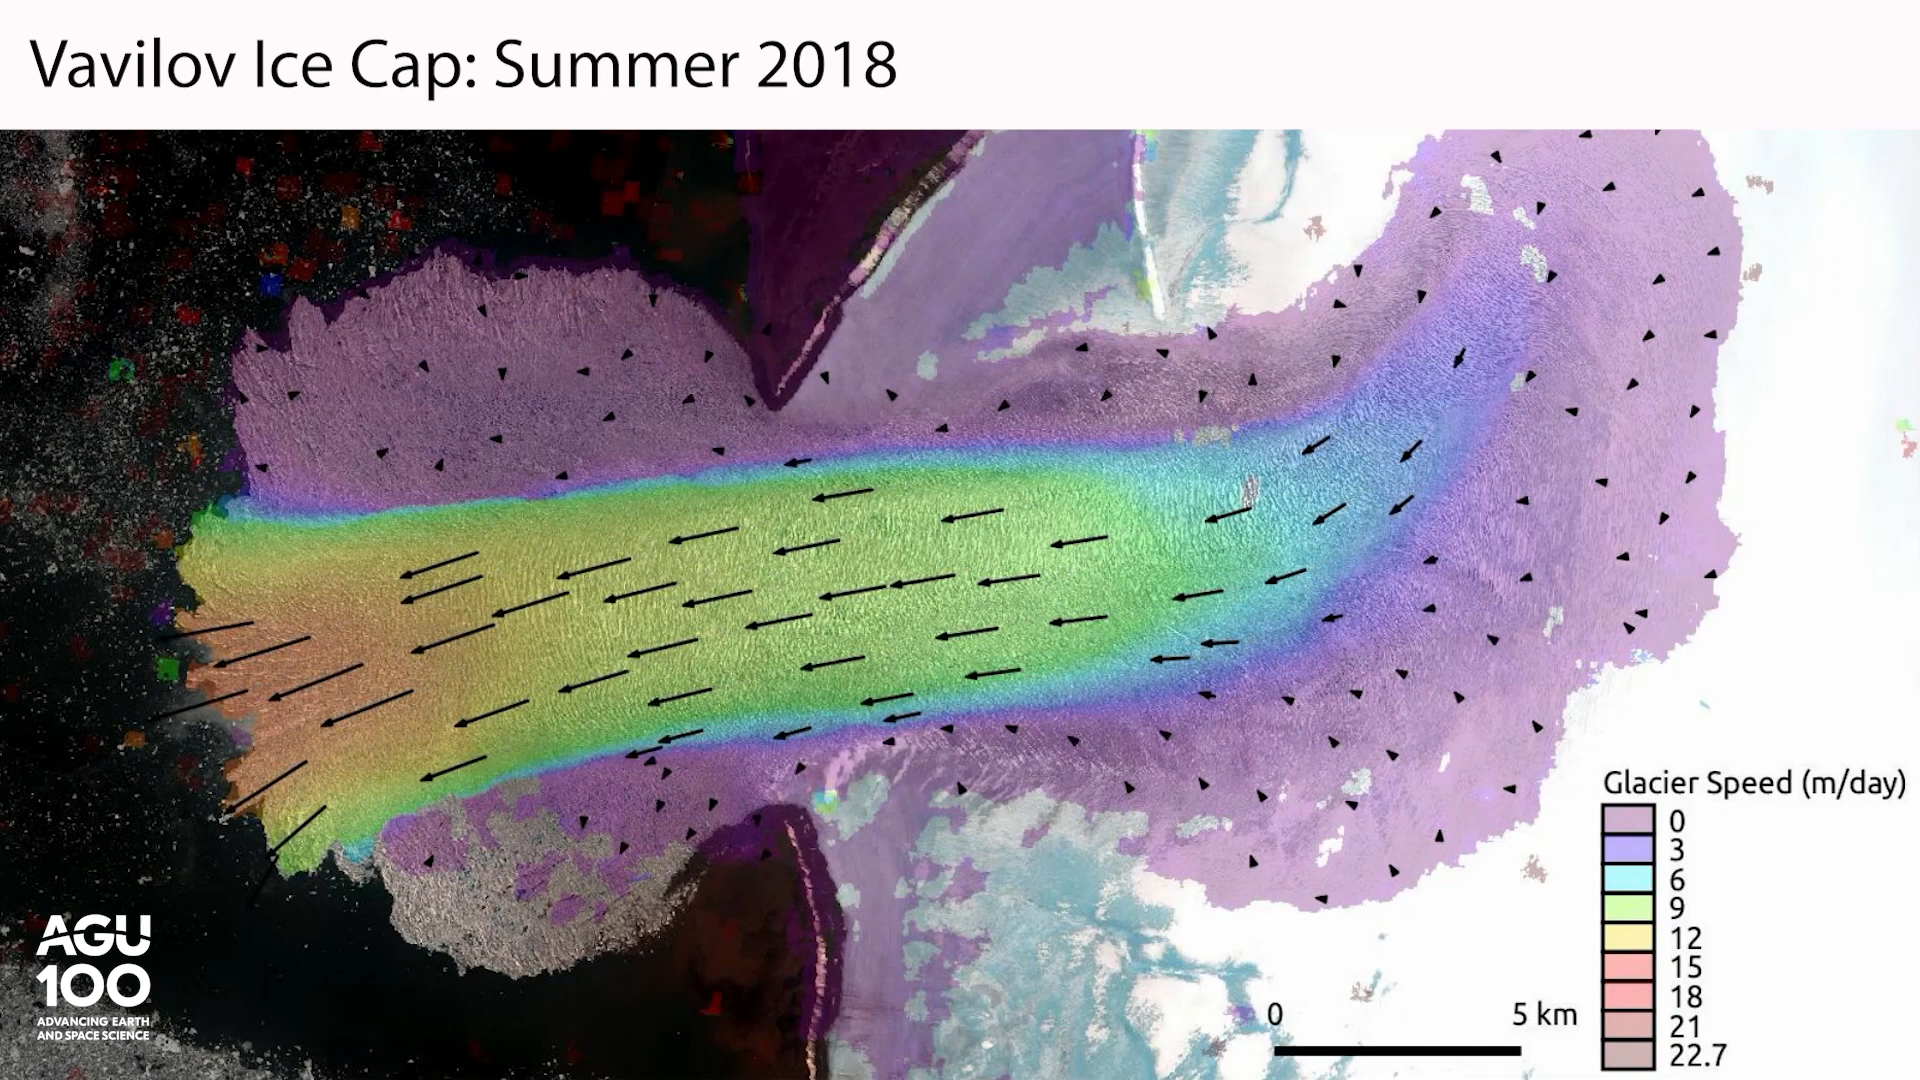 Vavilov Ice Cap: Summer 2018
Glacier Speed (m/day)
0
3
6
9
12
15
18
21
22.7
0 5 km
AGU
100
ADVANCING EARTH
AND SPACE SCIENCE